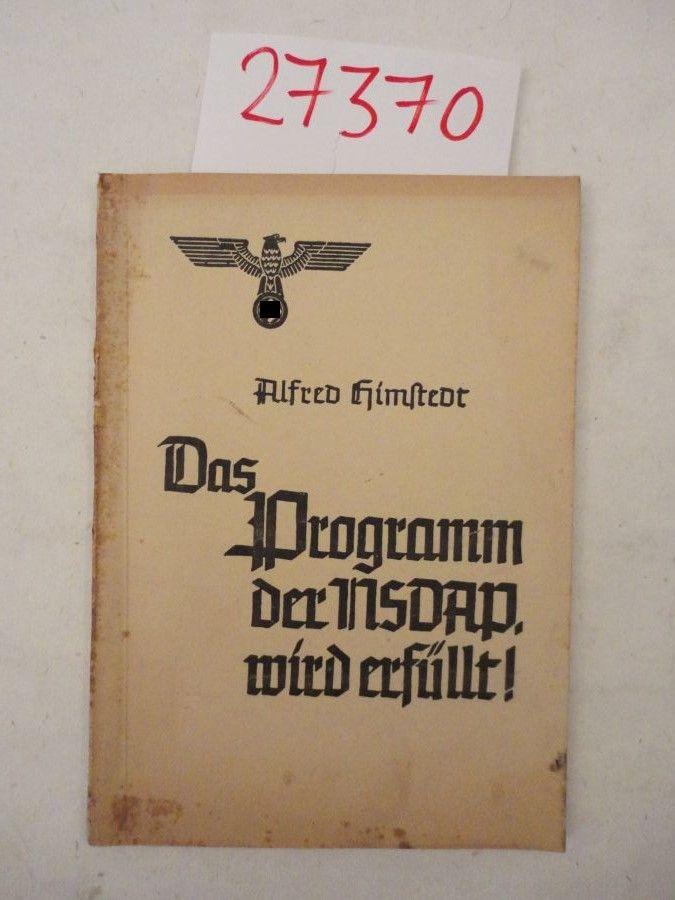 27370
Alfred Himstedt
Das
Programm
der NSDAP.
wird erfüllt!